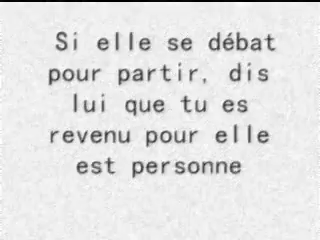 Si elle se débat
pour partir, dis
lui que tu es
revenu pour elle
est personne